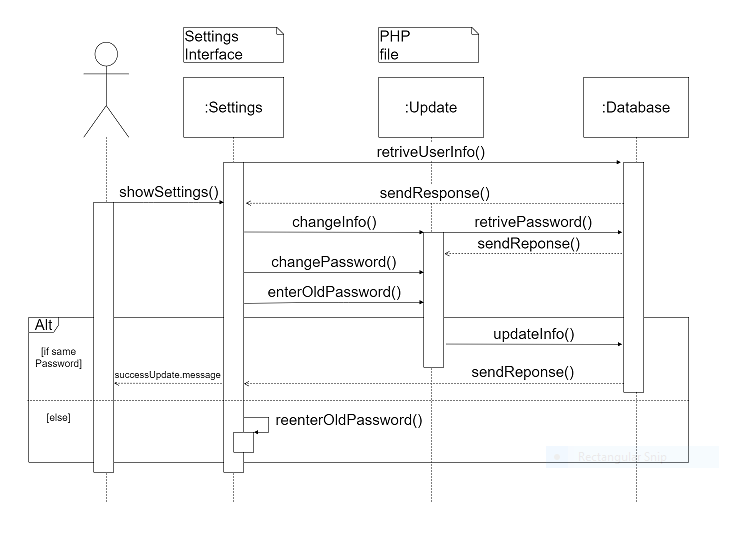 Settings
Interface
PHP
file
:Settings
:Update
:Database
retriveUserInfo()
showSettings()
sendResponse()
changeInfo()
retrivePassword()
sendReponse()
changePassword()
enterOldPassword()
Alt
updateInfo()
[if same
Password]
successUpdate.message
sendReponse()
[else]
reenterOldPassword()
Rectangular Snip